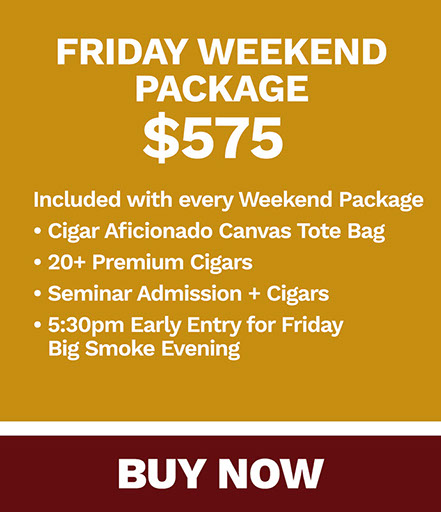 FRIDAY WEEKEND
PACKAGE
$575
Included with every Weekend Package
• Cigar Aficionado Canvas Tote Bag
• 20+ Premium Cigars
• Seminar Admission + Cigars
• 5:30pm Early Entry for Friday
Big Smoke Evening
BUY NOW